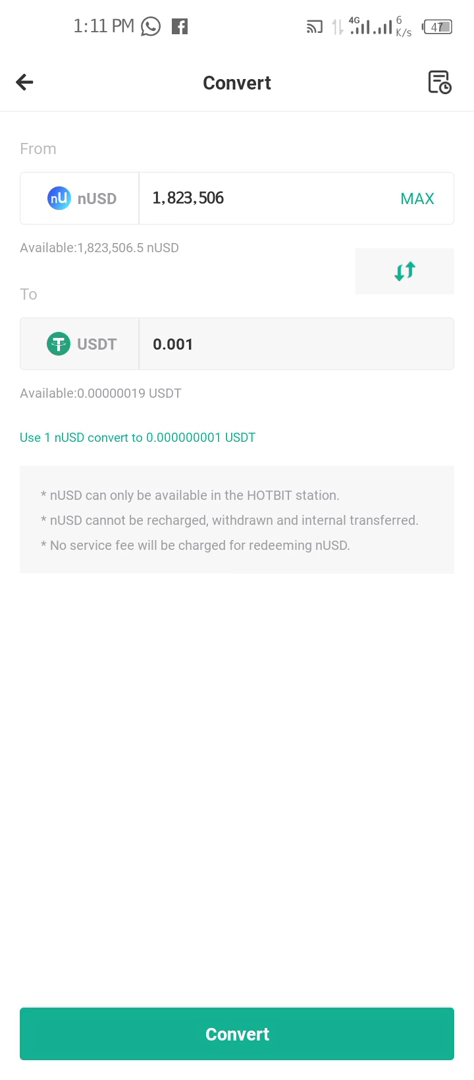 1:11 PM 4G 6 K/s 47
Convert
From
nU nUSD 1,823,506 MAX
Available:1,823,506.5 nUSD
To
USDT 0.001
Available:0.00000019 USDT
Use 1 nUSD convert to 0.000000001 USDT
* nUSD can only be available in the HOTBIT station.
* nUSD cannot be recharged, withdrawn and internal transferred.
* No service fee will be charged for redeeming nUSD.
Convert